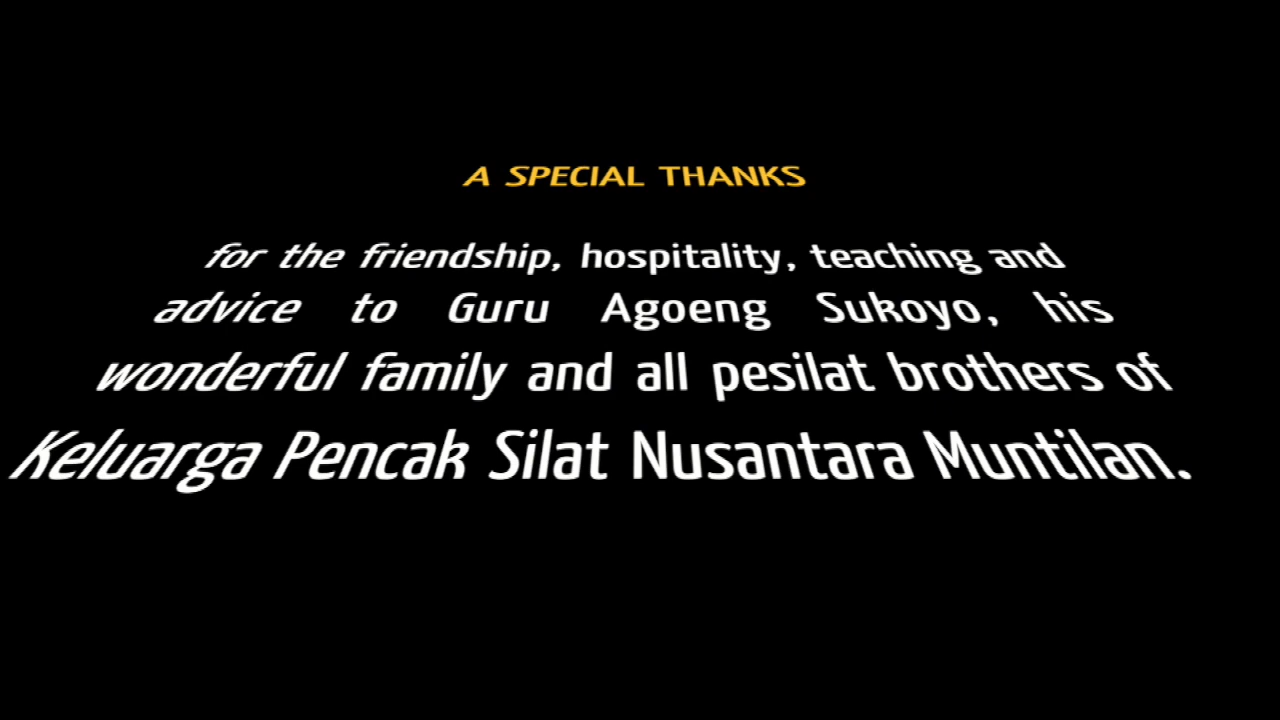 A SPECIAL THANKS
for the friendship, hospitality, teaching and
advice to Guru Agoeng Sukoyo, his
wonderful family and all pesilat brothers of
Keluarga Pencak Silat Nusantara Muntilan.